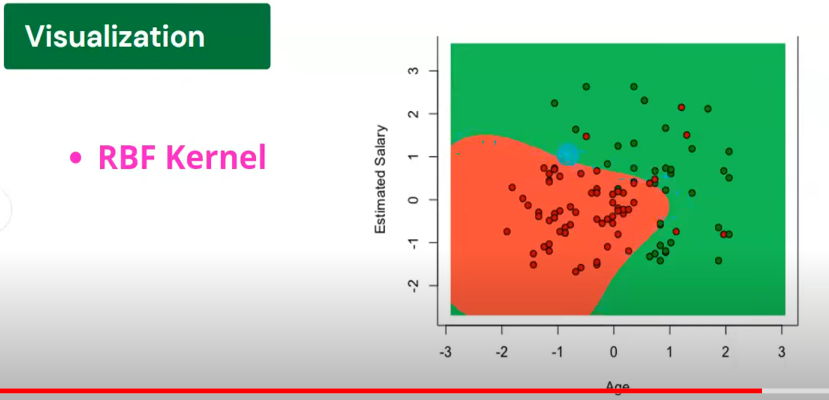 Visualization
• RBF Kernel
Estimated Salary
3
2
1
0
-1
-2
-3 -2 -1 0 1 2 3
Age